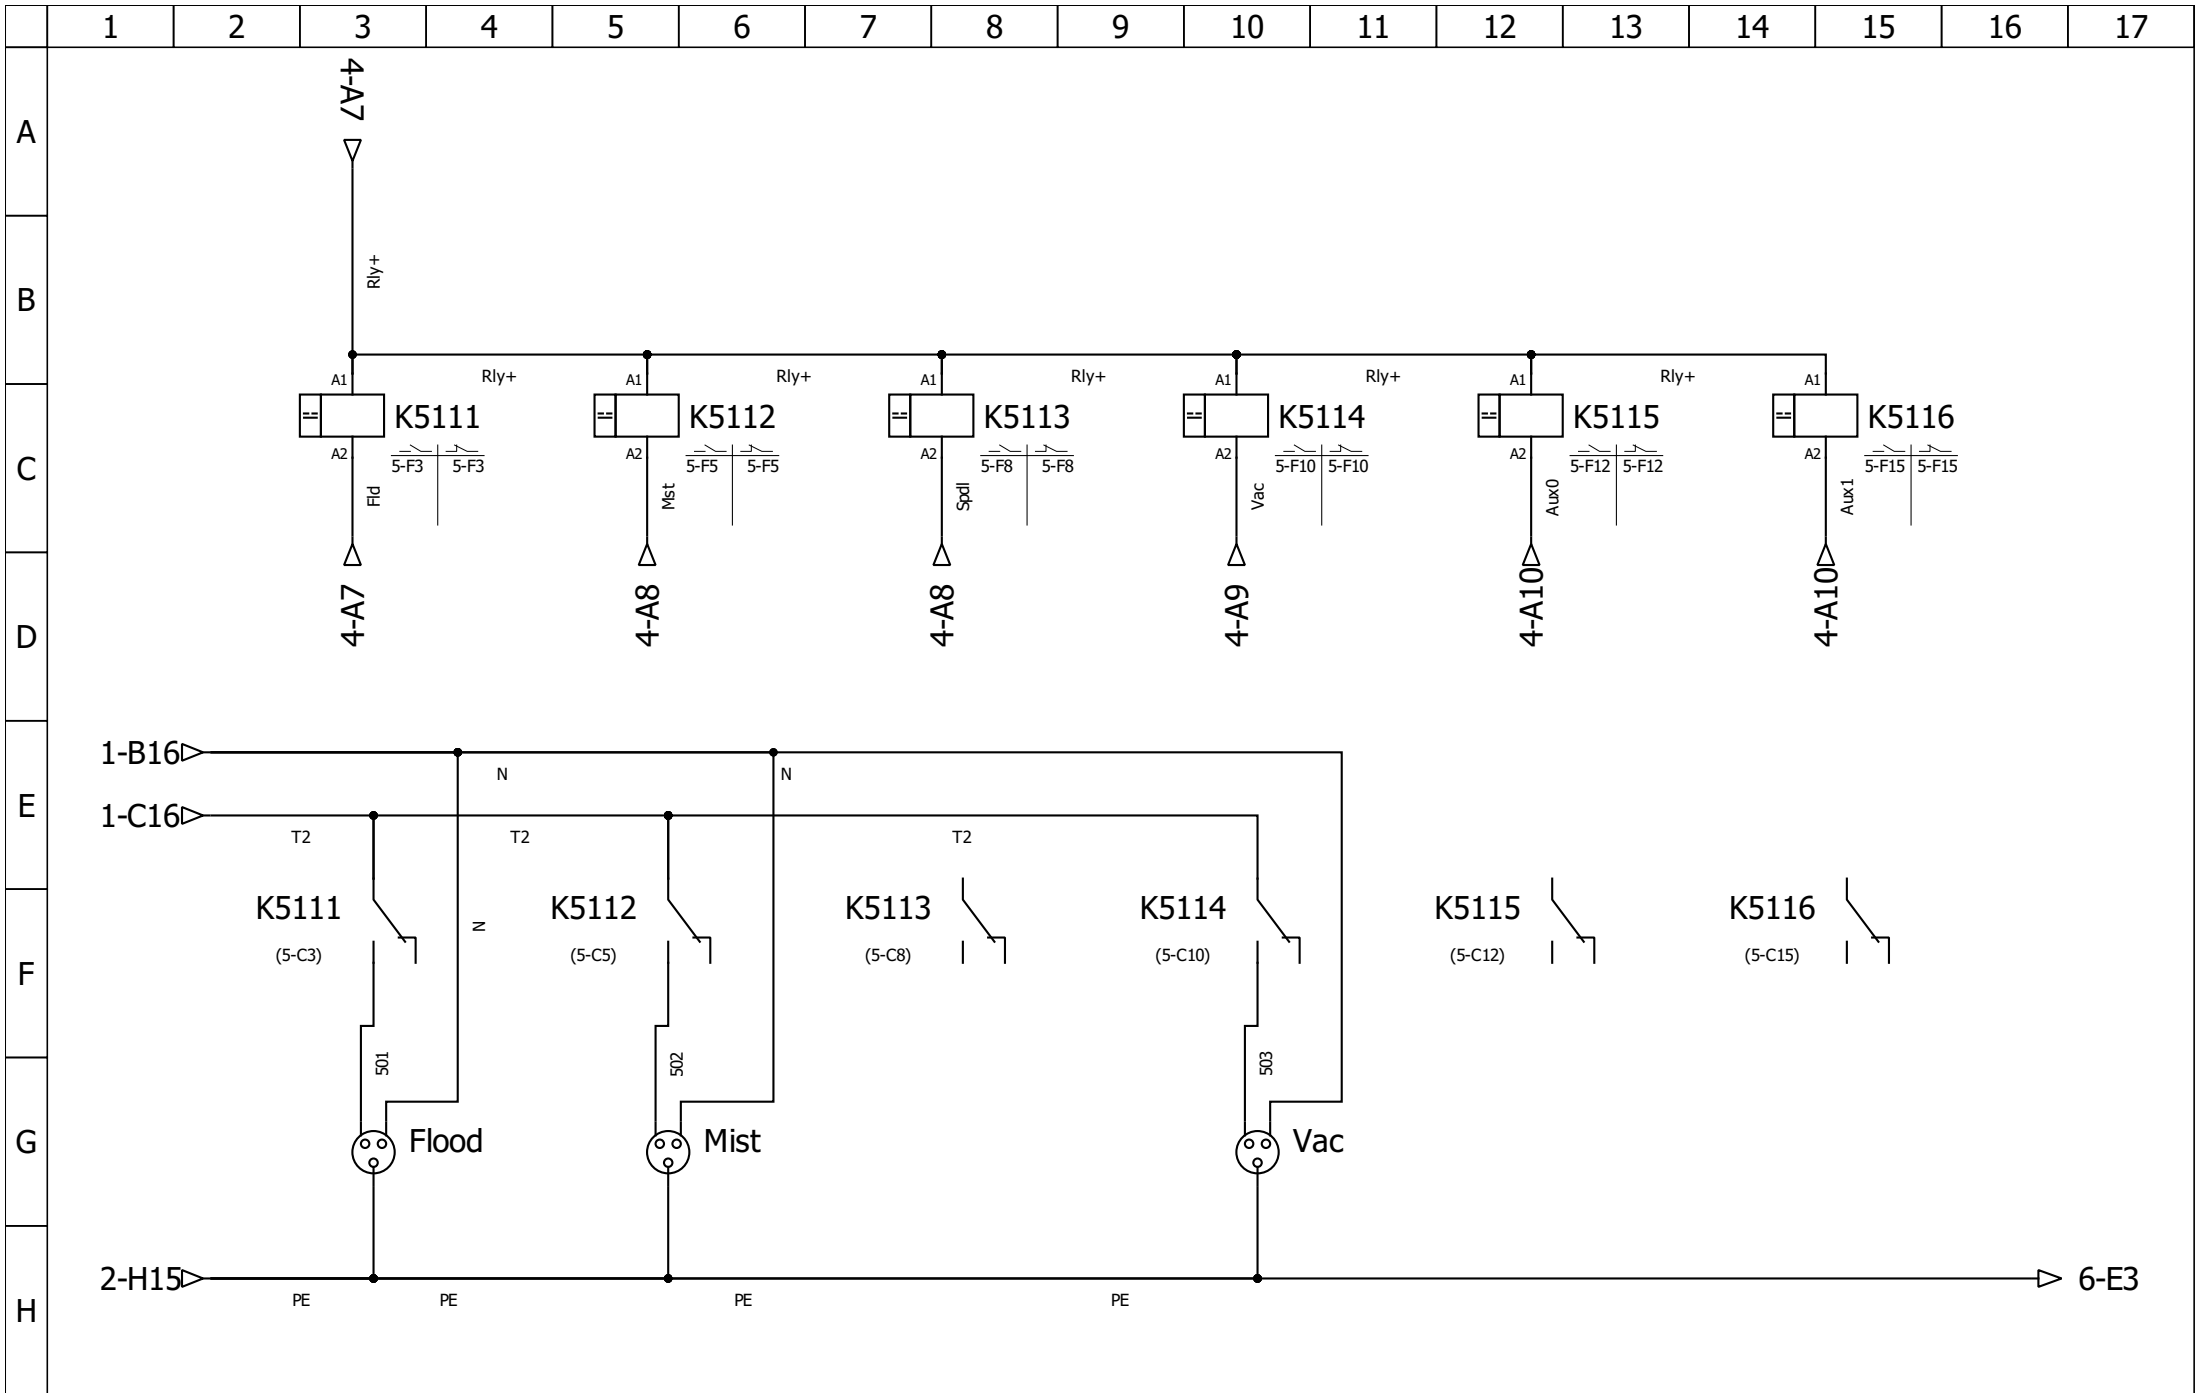 1 2 3 4 5 6 7 8 9 10 11 12 13 14 15 16 17
4-A7
A
Rly+
B
A1 Rly+ A1 Rly+ A1 Rly+ A1 Rly+ A1 Rly+ A1
K5111 K5112 K5113 K5114 K5115 K5116
A2 5-F3 5-F3 A2 5-F5 5-F5 A2 5-F8 5-F8 A2 5-F10 5-F10 A2 5-F12 5-F12 A2 5-F15 5-F15
C
Fld Mst Spdl Vac Aux0 Aux1
4-A7 4-A8 4-A8 4-A9 4-A10 4-A10
D
1-B16
N N
E
1-C16
T2 T2 T2
K5111 K5112 K5113 K5114 K5115 K5116
N
(5-C3) (5-C5) (5-C8) (5-C10) (5-C12) (5-C15)
F
501 502 503
G
Flood Mist Vac
2-H15 6-E3
PE PE PE PE
H